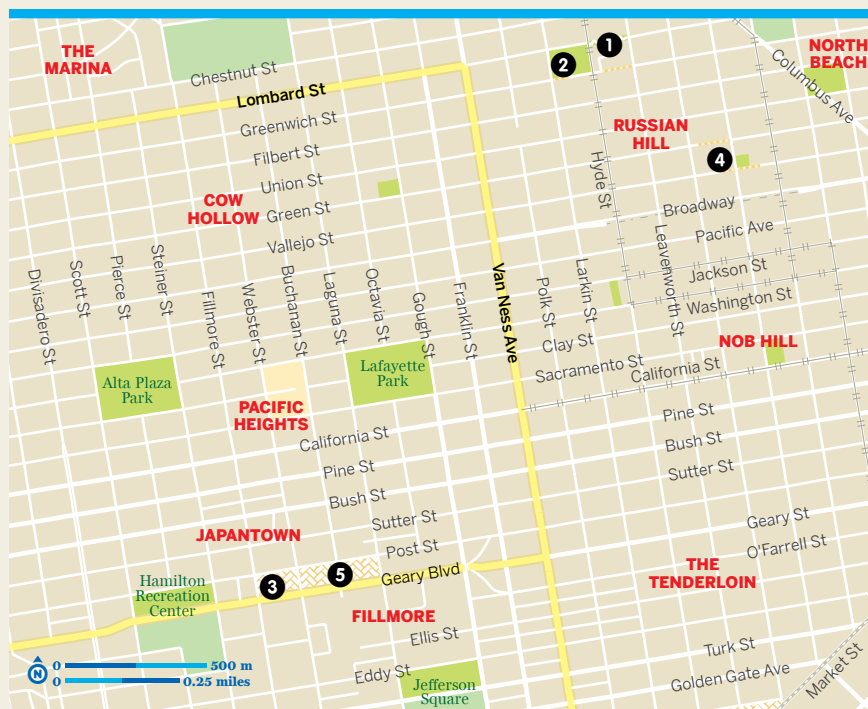 THE
MARINA
Chestnut St
Lombard St
Greenwich St
Filbert St
Union St
Green St
Vallejo St
COW
HOLLOW
1
2
NORTH
BEACH
Columbus Ave
RUSSIAN
HILL
4
Hyde St
Broadway
Pacific Ave
Jackson St
Washington St
Leavenworth St
Divisadero St
Scott St
Pierce St
Steiner St
Fillmore St
Webster St
Buchanan St
Laguna St
Octavia St
Gough St
Franklin St
Van Ness Ave
Polk St
Larkin St
Clay St
Sacramento St
California St
NOB HILL
Alta Plaza
Park
Lafayette
Park
PACIFIC
HEIGHTS
California St
Pine St
Bush St
Sutter St
Post St
Geary Blvd
Pine St
Bush St
Sutter St
Geary St
O'Farrell St
JAPANTOWN
3
5
Hamilton
Recreation
Center
FILLMORE
THE
TENDERLOIN
Ellis St
Eddy St
Jefferson
Square
Turk St
Golden Gate Ave
Market St
N
0 500 m
0 0.25 miles